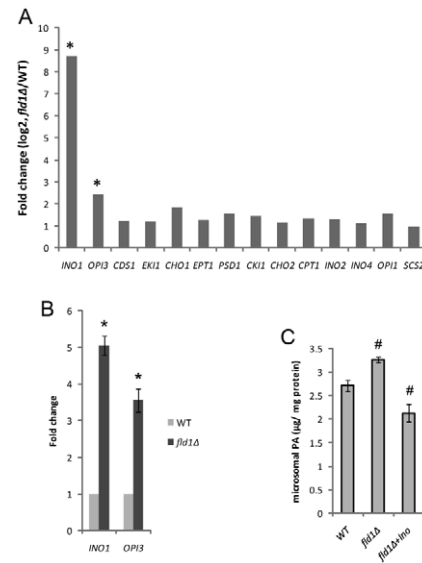 A
Fold change (log2, fld1Δ/WT)
10
9
8
7
6
5
4
3
2
1
0
*
*
INO1 OPI3 CDS1 EKI1 CHO1 EPT1 PSD1 CKI1 CHO2 CPT1 INO2 INO4 OPI1 SCS2
B
Fold change
6
5
4
3
2
1
0
*
*
WT
fld1Δ
INO1 OPI3
C
microsomal PA (µg/ mg protein)
3.5
3
2.5
2
1.5
1
0.5
0
#
#
WT
fld1Δ
fld1Δ+Ino